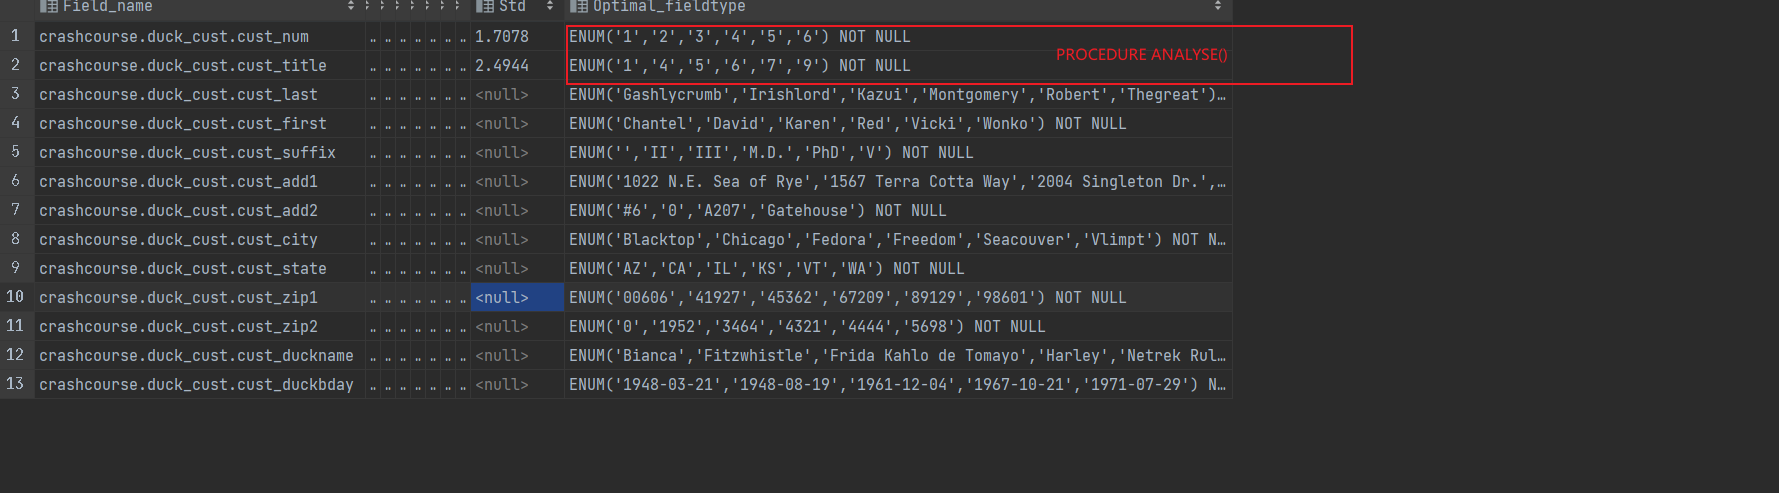 Field_name Std Optimal_fieldtype
1 crashcourse.duck_cust.cust_num .. .. .. .. .. .. .. 1.7078 ENUM('1','2','3','4','5','6') NOT NULL
PROCEDURE ANALYSE()
2 crashcourse.duck_cust.cust_title .. .. .. .. .. .. .. 2.4944 ENUM('1','4','5','6','7','9') NOT NULL
3 crashcourse.duck_cust.cust_last .. .. .. .. .. .. .. <null> ENUM('Gashlycrumb','Irishlord','Kazui','Montgomery','Robert','Thegreat')…
4 crashcourse.duck_cust.cust_first .. .. .. .. .. .. .. <null> ENUM('Chantel','David','Karen','Red','Vicki','Wonko') NOT NULL
5 crashcourse.duck_cust.cust_suffix .. .. .. .. .. .. .. <null> ENUM('','II','III','M.D.','PhD','V') NOT NULL
6 crashcourse.duck_cust.cust_add1 .. .. .. .. .. .. .. <null> ENUM('1022 N.E. Sea of Rye','1567 Terra Cotta Way','2004 Singleton Dr.',…
7 crashcourse.duck_cust.cust_add2 .. .. .. .. .. .. .. <null> ENUM('#6','0','A207','Gatehouse') NOT NULL
8 crashcourse.duck_cust.cust_city .. .. .. .. .. .. .. <null> ENUM('Blacktop','Chicago','Fedora','Freedom','Seacouver','Vlimpt') NOT N…
9 crashcourse.duck_cust.cust_state .. .. .. .. .. .. .. <null> ENUM('AZ','CA','IL','KS','VT','WA') NOT NULL
10 crashcourse.duck_cust.cust_zip1 .. .. .. .. .. .. .. <null> ENUM('00606','41927','45362','67209','89129','98601') NOT NULL
11 crashcourse.duck_cust.cust_zip2 .. .. .. .. .. .. .. <null> ENUM('0','1952','3464','4321','4444','5698') NOT NULL
12 crashcourse.duck_cust.cust_duckname .. .. .. .. .. .. .. <null> ENUM('Bianca','Fitzwhistle','Frida Kahlo de Tomayo','Harley','Netrek Rul…
13 crashcourse.duck_cust.cust_duckbday .. .. .. .. .. .. .. <null> ENUM('1948-03-21','1948-08-19','1961-12-04','1967-10-21','1971-07-29') N…